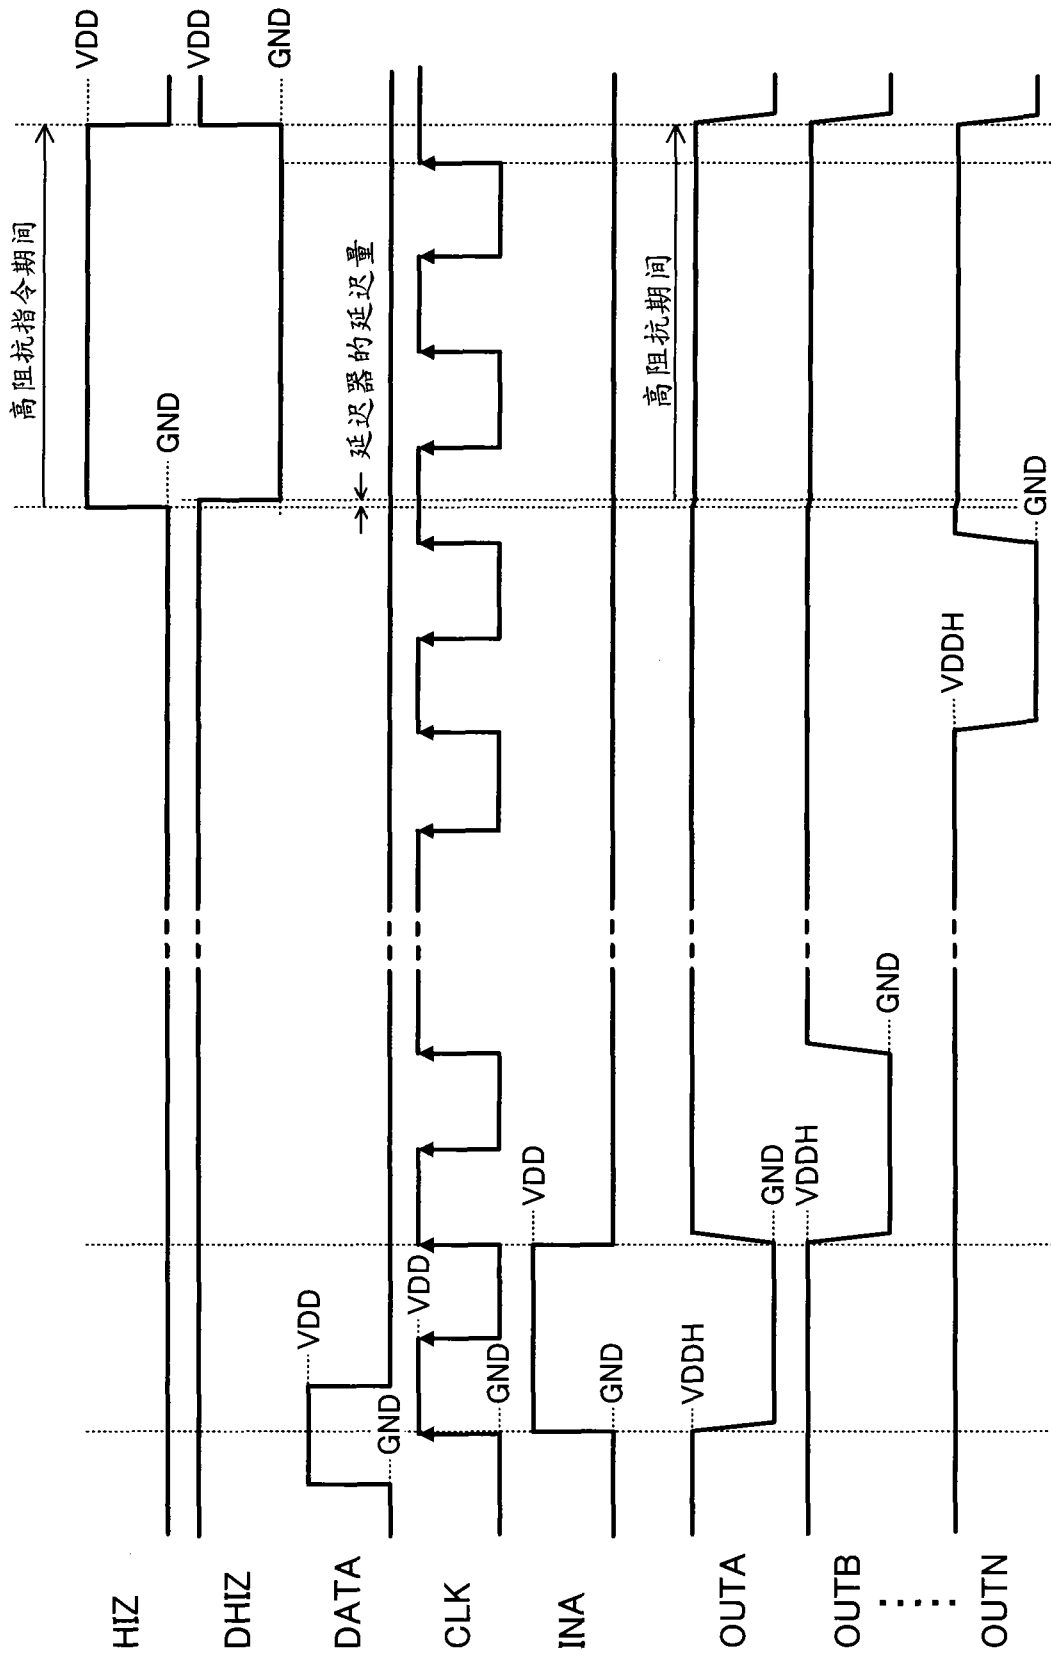 HIZ
GND
VDD
高阻抗指令期间
DHIZ
VDD
GND
DATA
GND
VDD
延迟器的延迟量
CLK
GND
VDD
INA
GND
VDD
高阻抗期间
OUTA
VDDH
GND
OUTB
VDDH
GND
OUTN
VDDH
GND